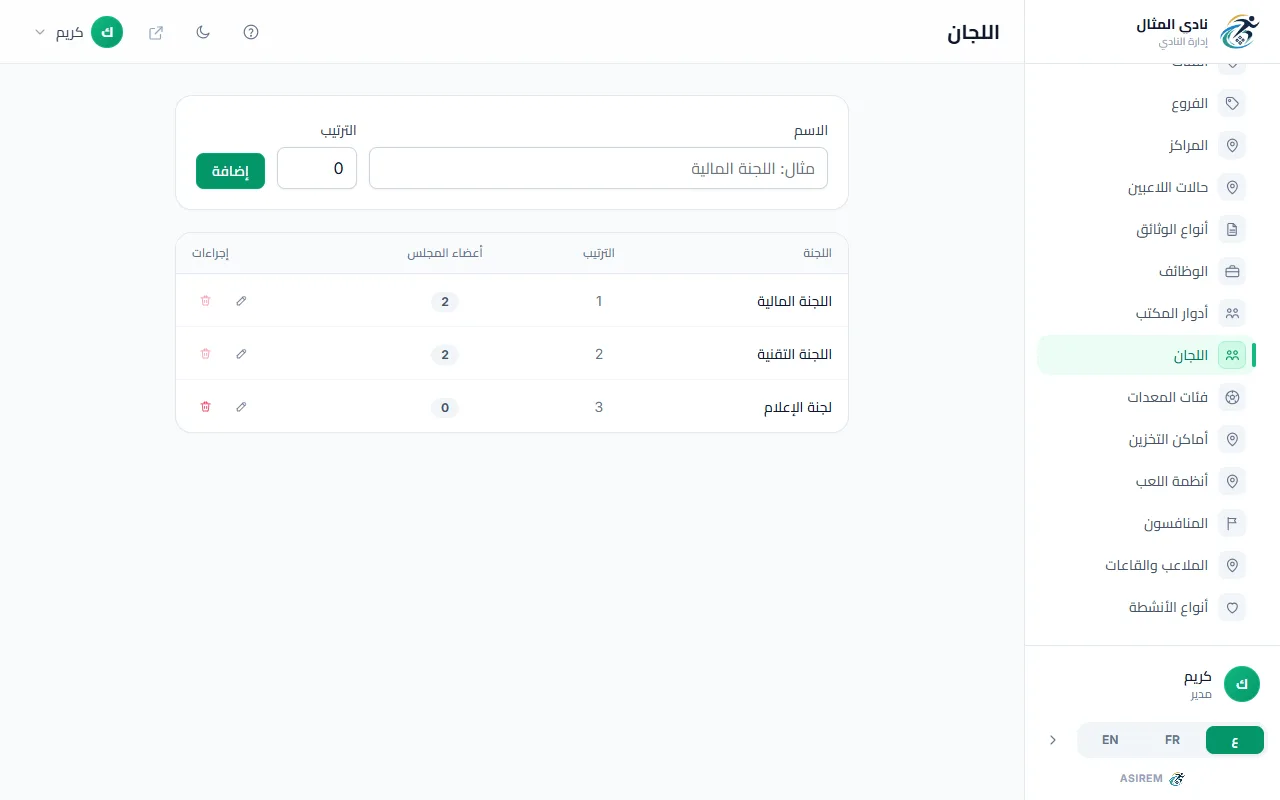 نادي المثال
إدارة النادي
الفروع
المراكز
حالات اللاعبين
أنواع الوثائق
الوظائف
أدوار المكتب
اللجان
فئات المعدات
أماكن التخزين
أنظمة اللعب
المنافسون
الملاعب والقاعات
أنواع الأنشطة
ك كريم
مدير
ع FR EN
ASIREM
اللجان
ك كريم
الاسم الترتيب
مثال: اللجنة المالية 0 إضافة
اللجنة الترتيب أعضاء المجلس إجراءات
اللجنة المالية 1 2
اللجنة التقنية 2 2
لجنة الإعلام 3 0